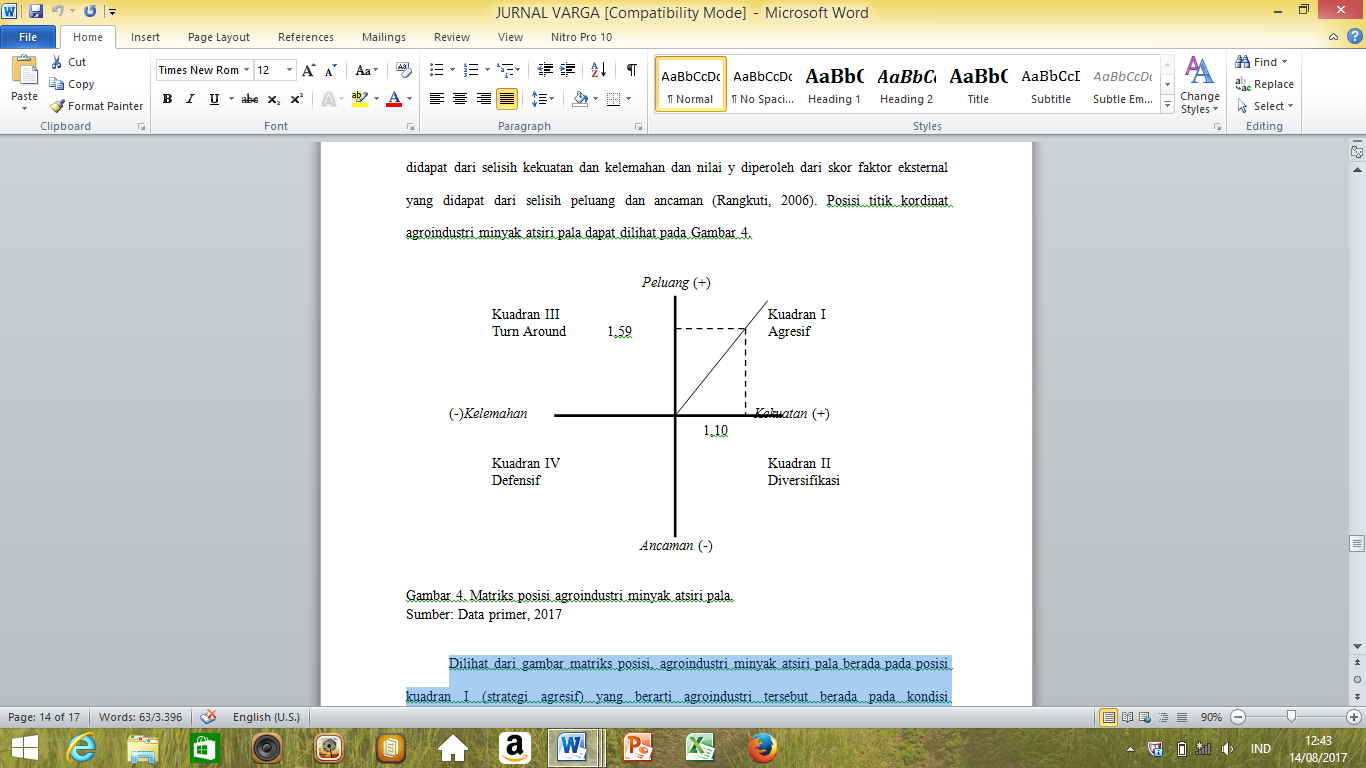 JURNAL VARGA [Compatibility Mode] - Microsoft Word
File Home Insert Page Layout References Mailings Review View Nitro Pro 10
Paste
Cut
Copy
Format Painter
Clipboard
Times New Rom 12
Font
Paragraph
AaBbCcDc AaBbCcDc AaBbC AaBbCc AaBbC AaBbCcI AaBbCcDc
¶ Normal ¶ No Spaci... Heading 1 Heading 2 Title Subtitle Subtle Em...
Styles
Change
Styles
Find
Replace
Select
Editing
didapat dari selisih kekuatan dan kelemahan dan nilai y diperoleh dari skor faktor eksternal
yang didapat dari selisih peluang dan ancaman (Rangkuti, 2006). Posisi titik kordinat
agroindustri minyak atsiri pala dapat dilihat pada Gambar 4.
Peluang (+)
Kuadran III
Turn Around
1,59
Kuadran I
Agresif
(-)Kelemahan
Kekuatan (+)
1,10
Kuadran IV
Defensif
Kuadran II
Diversifikasi
Ancaman (-)
Gambar 4. Matriks posisi agroindustri minyak atsiri pala.
Sumber: Data primer, 2017
Dilihat dari gambar matriks posisi, agroindustri minyak atsiri pala berada pada posisi
kuadran I (strategi agresif) yang berarti agroindustri tersebut berada pada kondisi
Page: 14 of 17 Words: 63/3.396 English (U.S.) 90%
IND
12:43
14/08/2017